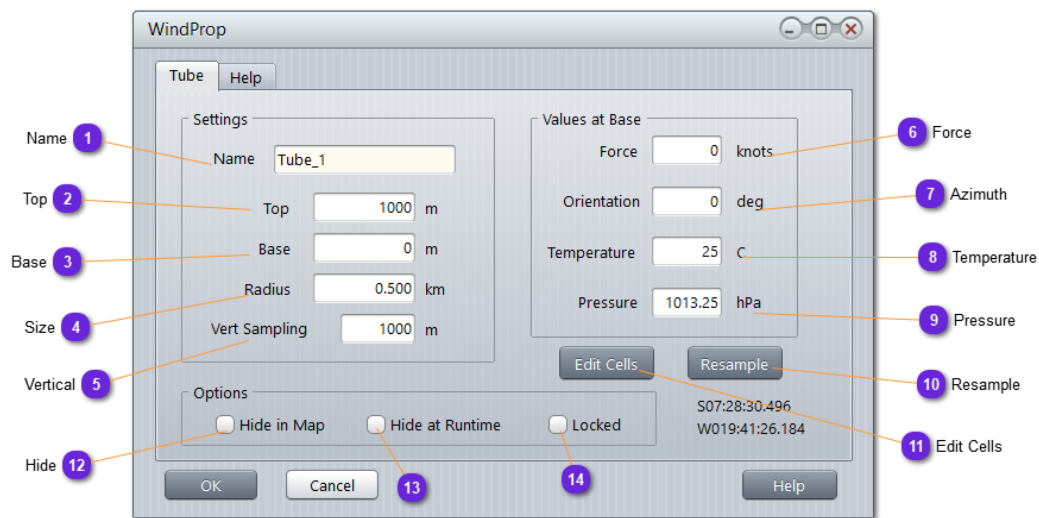 WindProp
Tube
Help
Settings
Name
Tube_1
Top
1000
m
Base
0
m
Radius
0.500
km
Vert Sampling
1000
m
Values at Base
Force
0
knots
Orientation
0
deg
Temperature
25
C
Pressure
1013.25
hPa
Edit Cells
Resample
S07:28:30.496
W019:41:26.184
Options
Hide in Map
Hide at Runtime
Locked
OK
Cancel
Help
Name 1
Top 2
Base 3
Size 4
Vertical 5
6 Force
7 Azimuth
8 Temperature
9 Pressure
10 Resample
11 Edit Cells
Hide 12
13
14